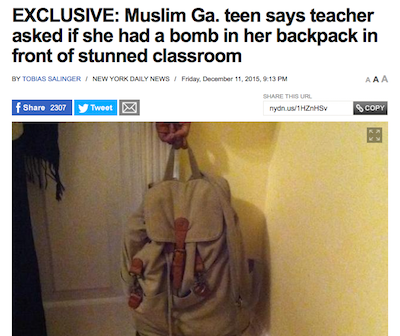 EXCLUSIVE: Muslim Ga. teen says teacher
asked if she had a bomb in her backpack in
front of stunned classroom
BY TOBIAS SALINGER / NEW YORK DAILY NEWS / Friday, December 11, 2015, 9:13 PM
A A A
SHARE THIS URL
f Share 2307
Tweet
nydn.us/1HZnHSv
COPY